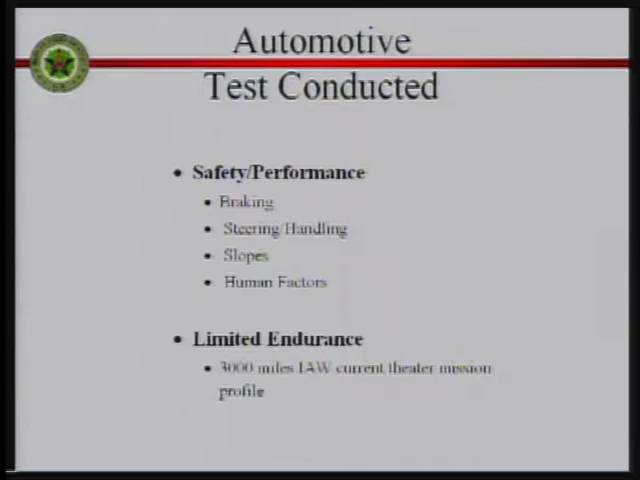 Automotive
Test Conducted
• Safety/Performance
• Braking
• Steering/Handling
• Slopes
• Human Factors
• Limited Endurance
• 3000 miles IAW current theater mission
profile